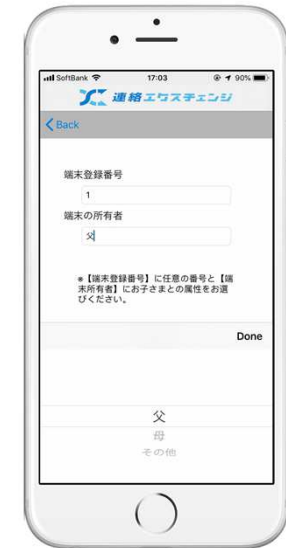 SoftBank 17:03 90%
連絡エクスチェンジ
Back
端末登録番号
1
端末の所有者
父
※【端末登録番号】に任意の番号と【端
末所有者】にお子さまとの属性をお選
びください。
Done
父
母
その他